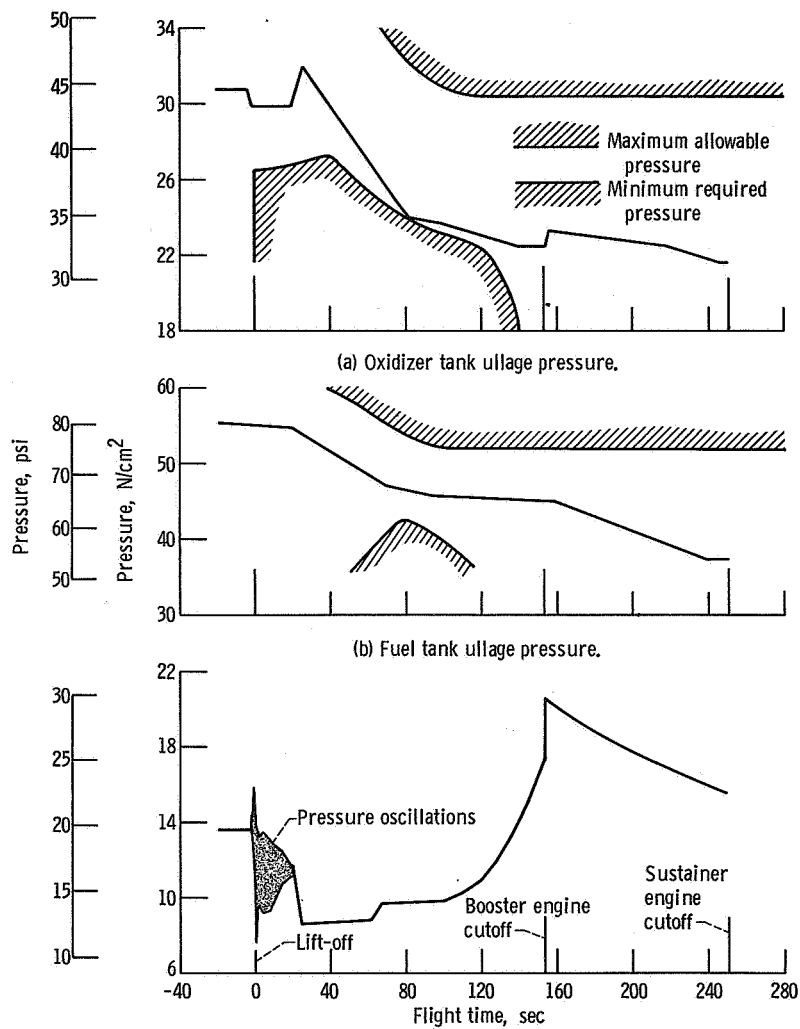 50
45
40
35
30
34
30
26
22
18
Maximum allowable
pressure
Minimum required
pressure
(a) Oxidizer tank ullage pressure.
Pressure, psi
80
70
60
50
Pressure, N/cm2
60
50
40
30
(b) Fuel tank ullage pressure.
30
25
20
15
10
22
18
14
10
6
Pressure oscillations
Lift-off
Booster engine
cutoff
Sustainer
engine
cutoff
-40 0 40 80 120 160 200 240 280
Flight time, sec